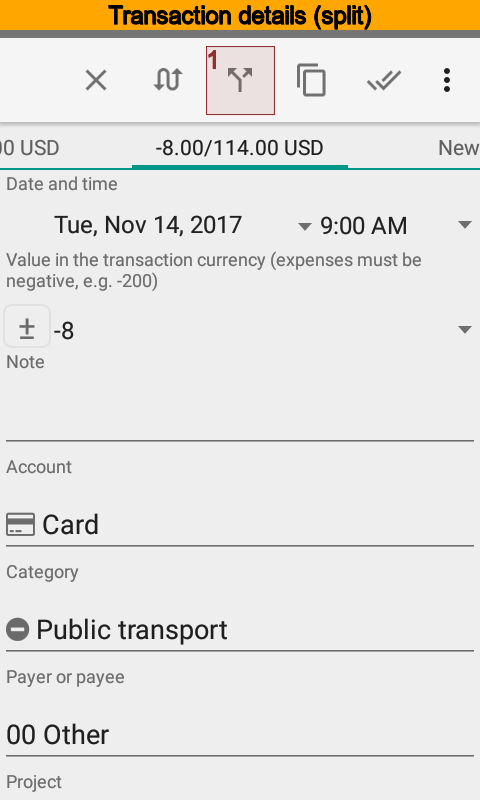 Transaction details (split)
1
00 USD
-8.00/114.00 USD
New
Date and time
Tue, Nov 14, 2017
9:00 AM
Value in the transaction currency (expenses must be
negative, e.g. -200)
± -8
Note
Account
Card
Category
Public transport
Payer or payee
00 Other
Project